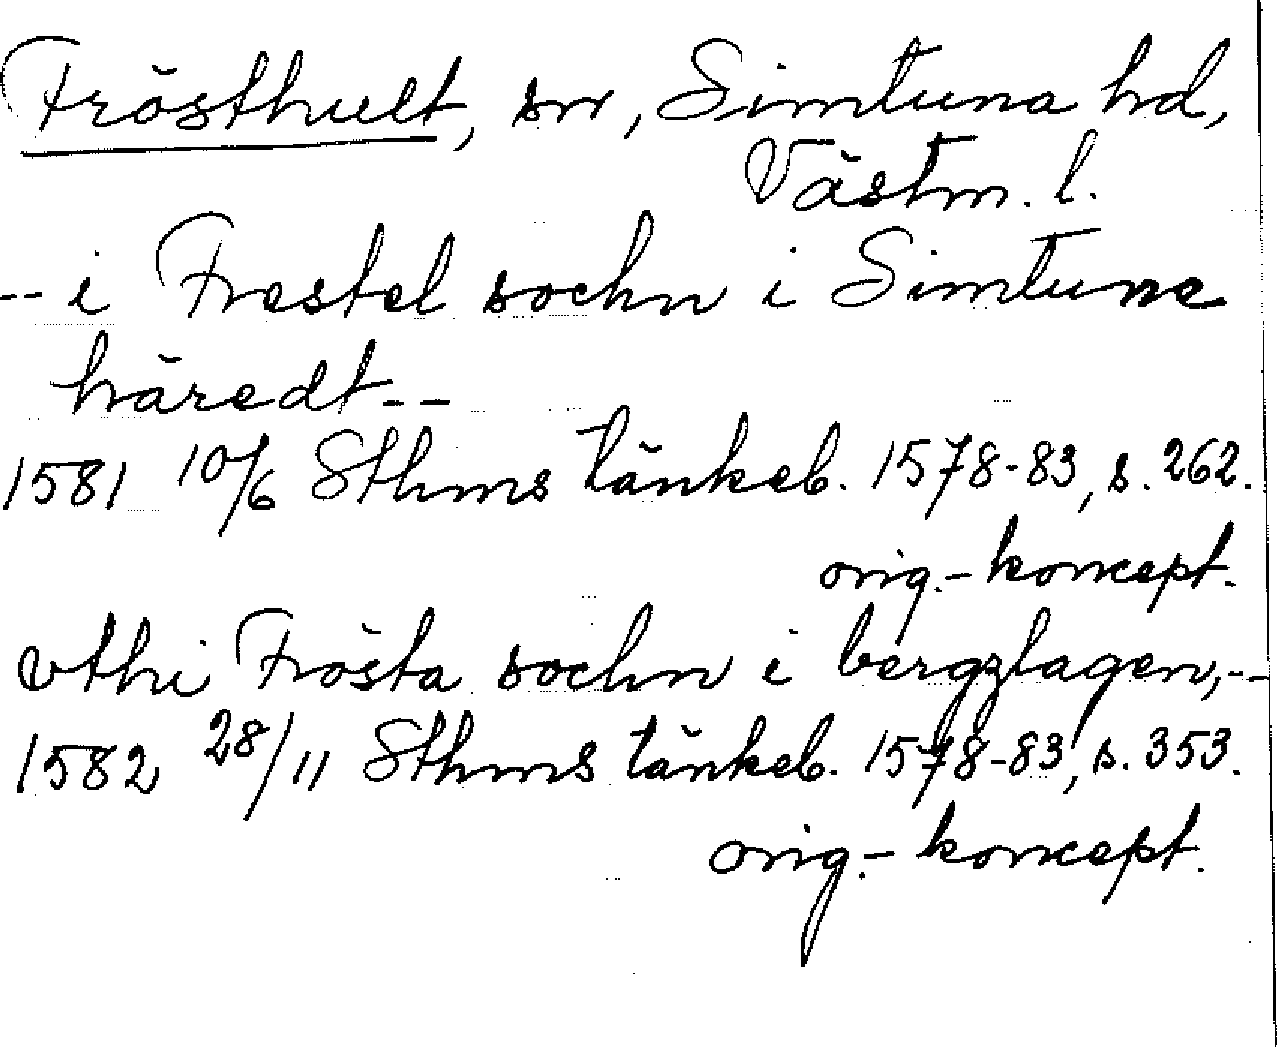 Frösthult, sn, Simtuna hd,
Västm. l.
-- i Frestel sochn i Simtune
häredt --
1581 10/6 Sthms tänkeb. 1578-83, s. 262.
orig.-koncept.
vthi Frösta sochn i bergzlagen, --
1582 28/11 Sthms tänkeb. 1578-83, s. 353.
orig.-koncept.